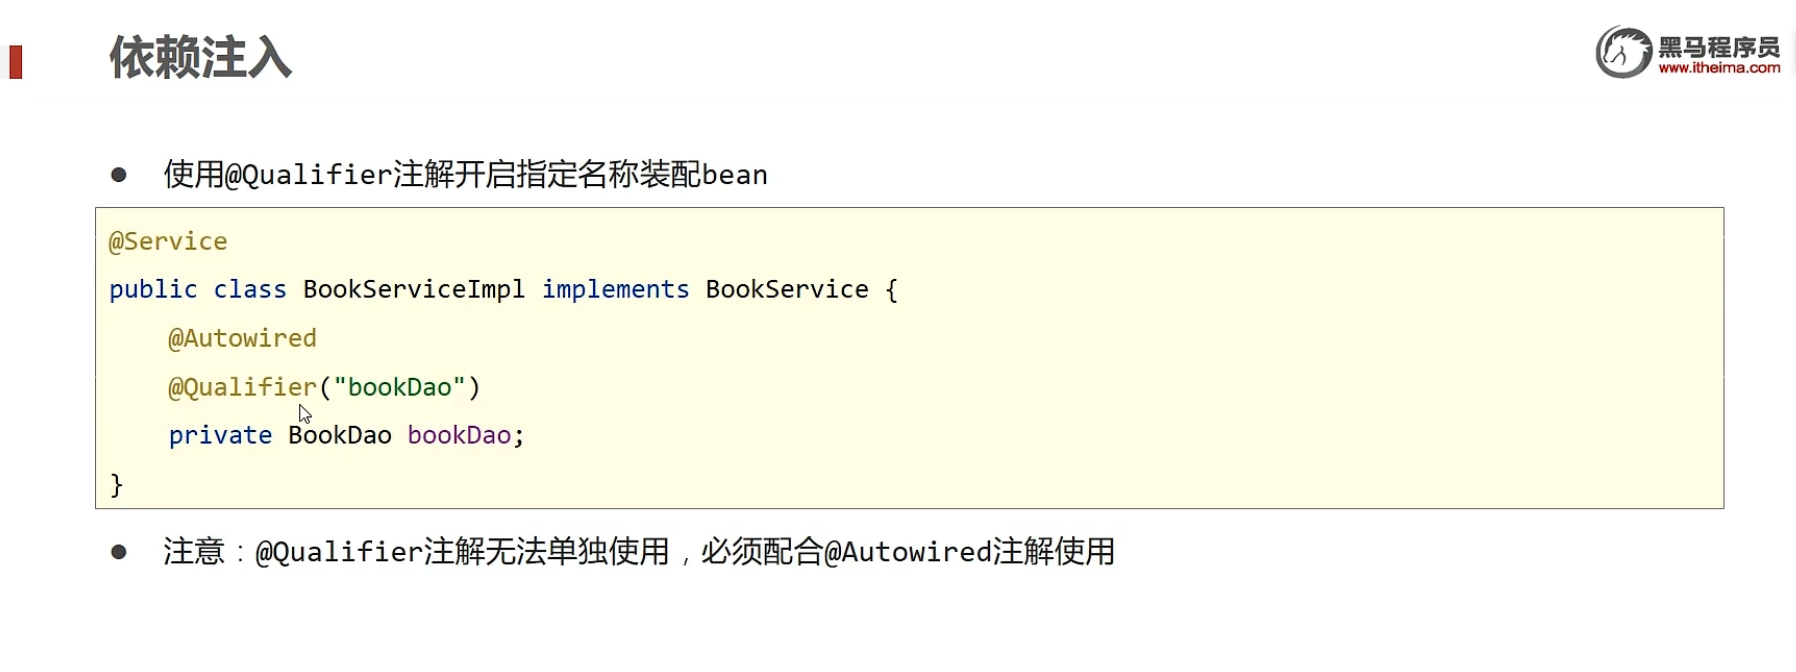 依赖注入
黑马程序员
www.itheima.com
● 使用@Qualifier注解开启指定名称装配bean
@Service
public class BookServiceImpl implements BookService {
    @Autowired
    @Qualifier("bookDao")
    private BookDao bookDao;
}
● 注意：@Qualifier注解无法单独使用，必须配合@Autowired注解使用